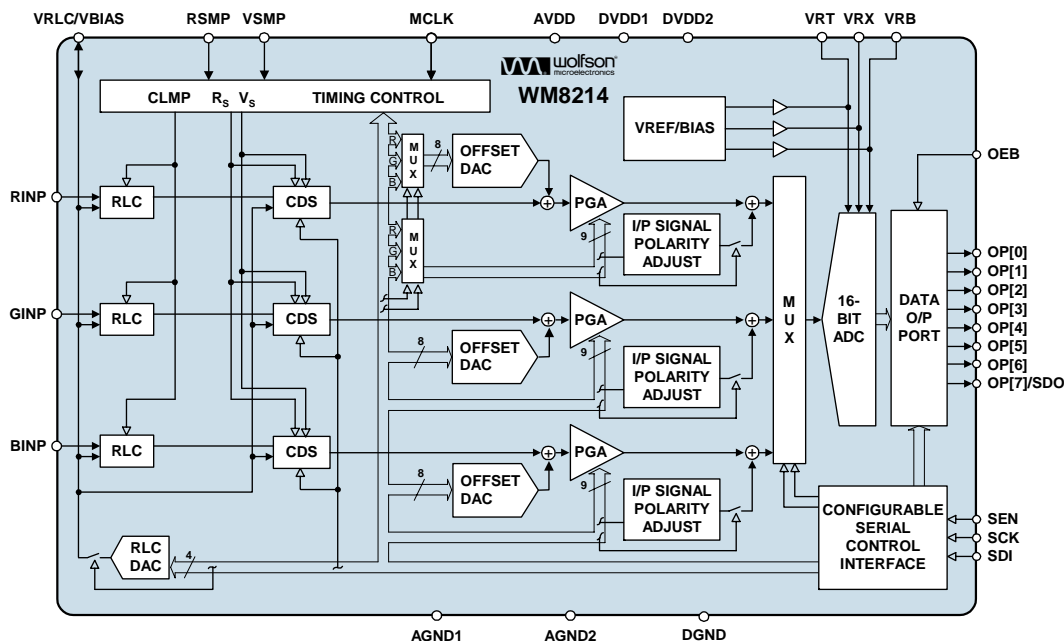 VRLC/VBIAS RSMP VSMP MCLK AVDD DVDD1 DVDD2 VRT VRX VRB
wolfson
microelectronics
WM8214
CLMP RS VS TIMING CONTROL
VREF/BIAS
OEB
R
G
B
MUX
8
OFFSET
DAC
RINP
RLC
CDS
+
PGA
9
I/P SIGNAL
POLARITY
ADJUST
+
R
G
B
MUX
GINP
RLC
CDS
8
OFFSET
DAC
+
PGA
9
I/P SIGNAL
POLARITY
ADJUST
+
BINP
RLC
CDS
8
OFFSET
DAC
+
PGA
9
I/P SIGNAL
POLARITY
ADJUST
+
MUX
16-
BIT
ADC
DATA
O/P
PORT
OP[0]
OP[1]
OP[2]
OP[3]
OP[4]
OP[5]
OP[6]
OP[7]/SDO
RLC
DAC
4
CONFIGURABLE
SERIAL
CONTROL
INTERFACE
SEN
SCK
SDI
AGND1 AGND2 DGND